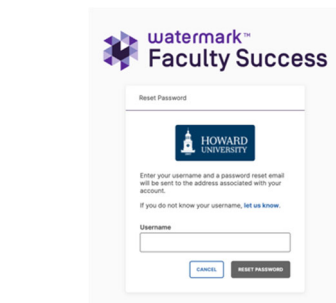 watermark™
Faculty Success
Reset Password
HOWARD
UNIVERSITY
Enter your username and a password reset email
will be sent to the address associated with your
account.
If you do not know your username, let us know.
Username
CANCEL RESET PASSWORD